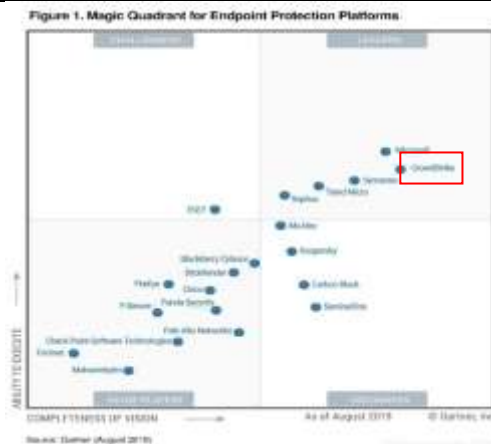 Figure 1. Magic Quadrant for Endpoint Protection Platforms
CHALLENGERS
LEADERS
Microsoft
CrowdStrike
Symantec
Trend Micro
Sophos
ESET
McAfee
BlackBerry Cylance
Kaspersky
Bitdefender
FireEye
Cisco
Carbon Black
F-Secure
Panda Security
SentinelOne
Palo Alto Networks
Check Point Software Technologies
Fortinet
Malwarebytes
ABILITY TO EXECUTE
NICHE PLAYERS
VISIONARIES
COMPLETENESS OF VISION
As of August 2019
© Gartner, Inc
Source: Gartner (August 2019)